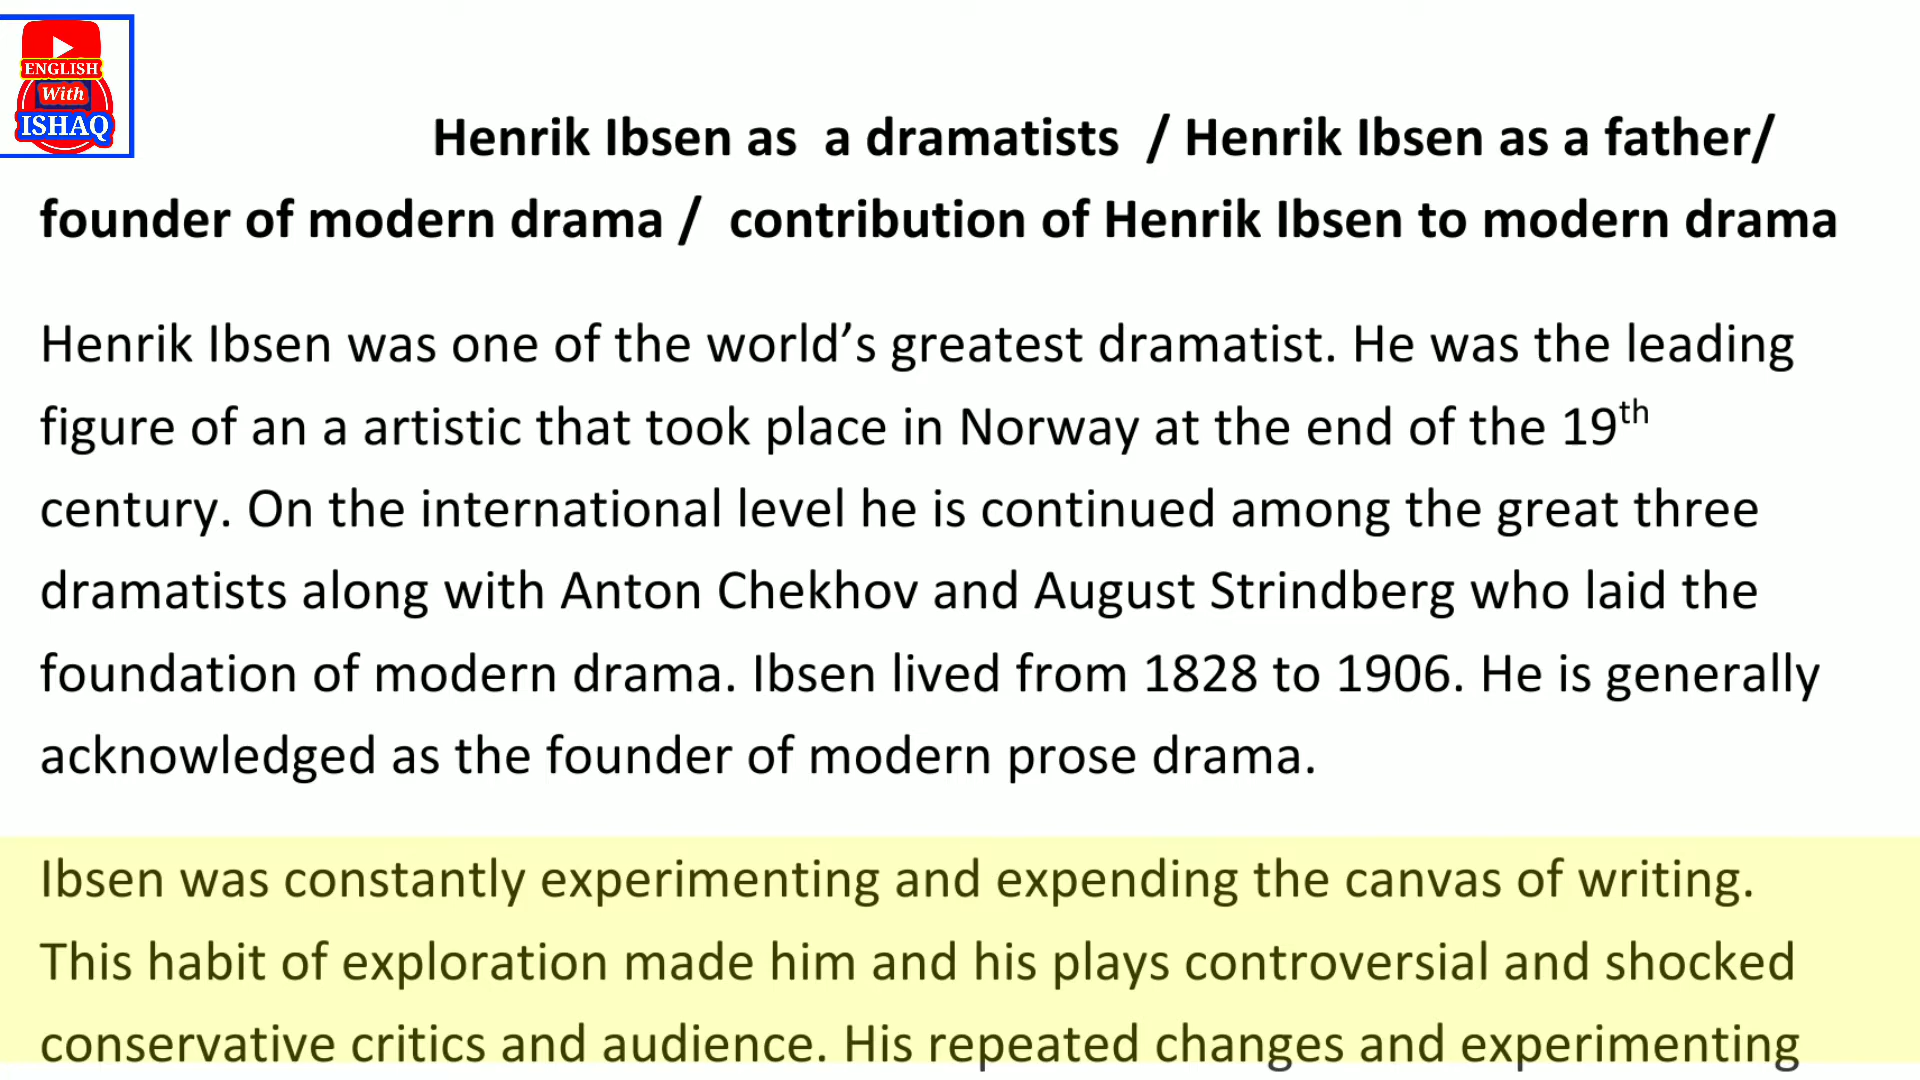 ENGLISH
With
ISHAQ
Henrik Ibsen as  a dramatists  / Henrik Ibsen as a father/
founder of modern drama /  contribution of Henrik Ibsen to modern drama
Henrik Ibsen was one of the world’s greatest dramatist. He was the leading
figure of an a artistic that took place in Norway at the end of the 19th
century. On the international level he is continued among the great three
dramatists along with Anton Chekhov and August Strindberg who laid the
foundation of modern drama. Ibsen lived from 1828 to 1906. He is generally
acknowledged as the founder of modern prose drama.
Ibsen was constantly experimenting and expending the canvas of writing.
This habit of exploration made him and his plays controversial and shocked
conservative critics and audience. His repeated changes and experimenting